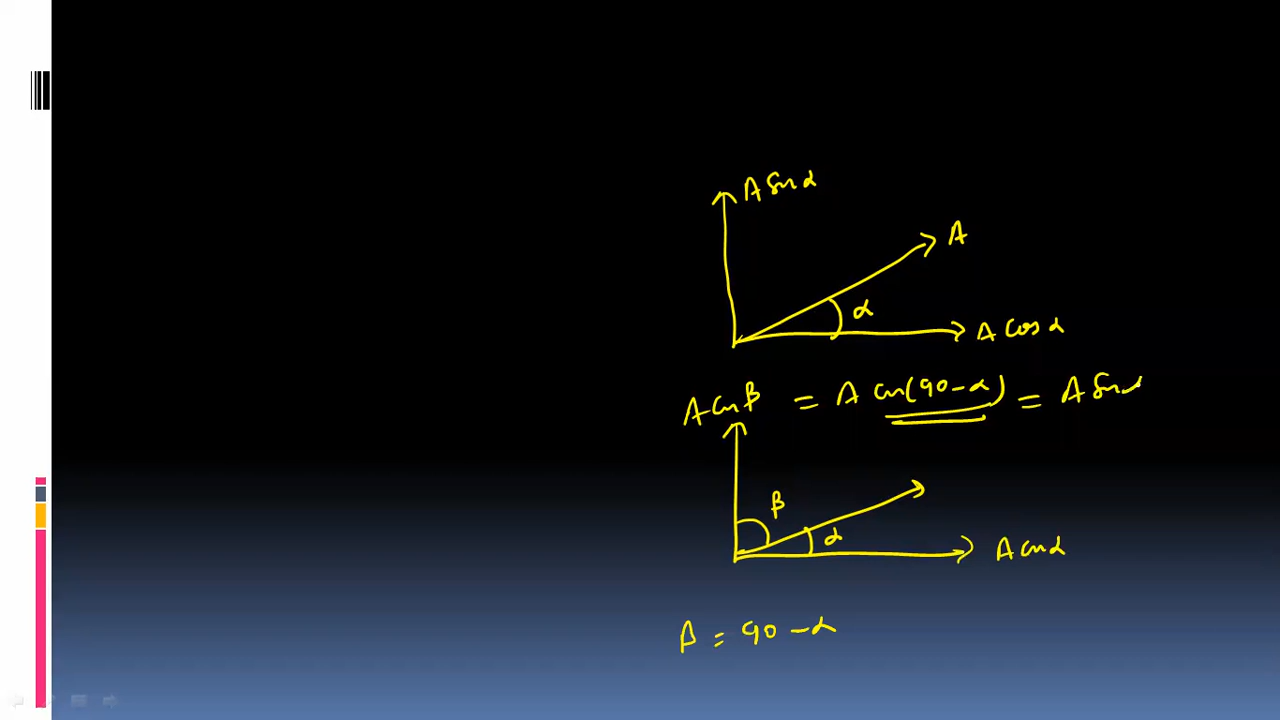 A Sin α
A
α
A Cos α
A Cos β = A Cos(90-α) = A Sin α
β
α
A Cos α
β = 90 - α